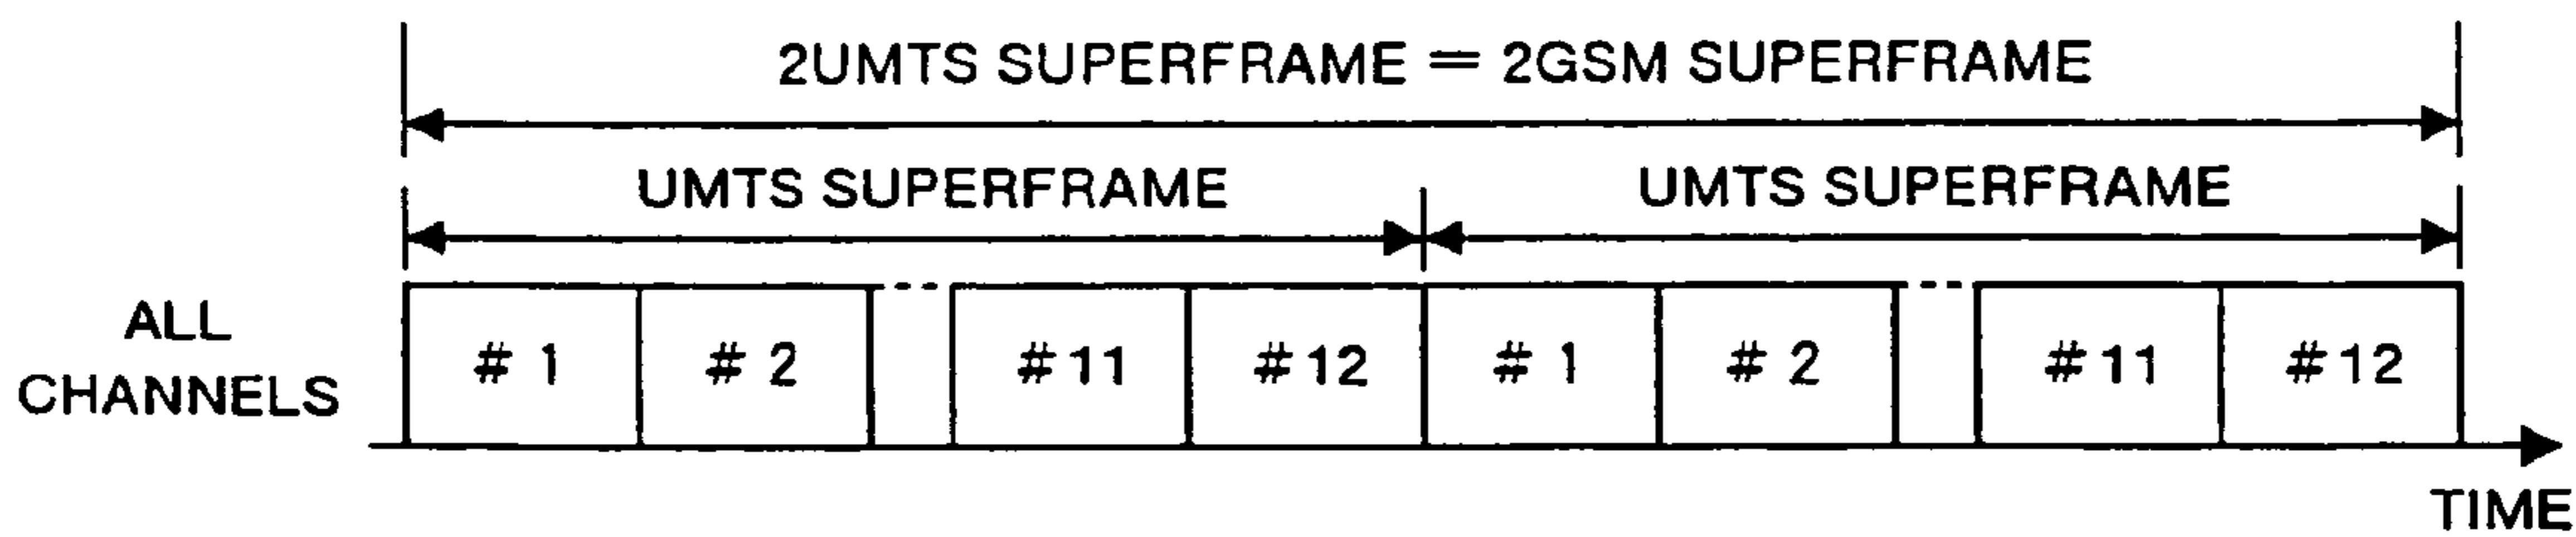 2UMTS SUPERFRAME = 2GSM SUPERFRAME
UMTS SUPERFRAME UMTS SUPERFRAME
ALL
CHANNELS
# 1 # 2 #11 #12 # 1 # 2 #11 #12
TIME